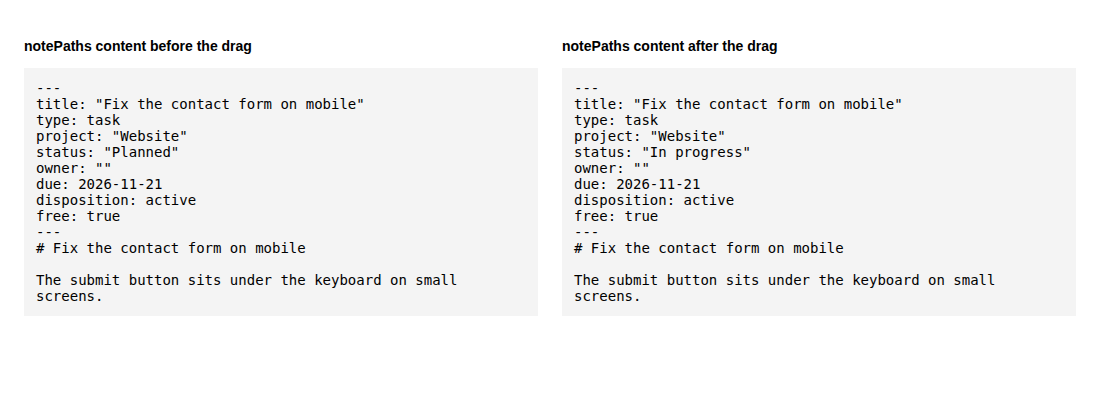 notePaths content before the drag
---
title: "Fix the contact form on mobile"
type: task
project: "Website"
status: "Planned"
owner: ""
due: 2026-11-21
disposition: active
free: true
---
# Fix the contact form on mobile

The submit button sits under the keyboard on small
screens.
notePaths content after the drag
---
title: "Fix the contact form on mobile"
type: task
project: "Website"
status: "In progress"
owner: ""
due: 2026-11-21
disposition: active
free: true
---
# Fix the contact form on mobile

The submit button sits under the keyboard on small
screens.